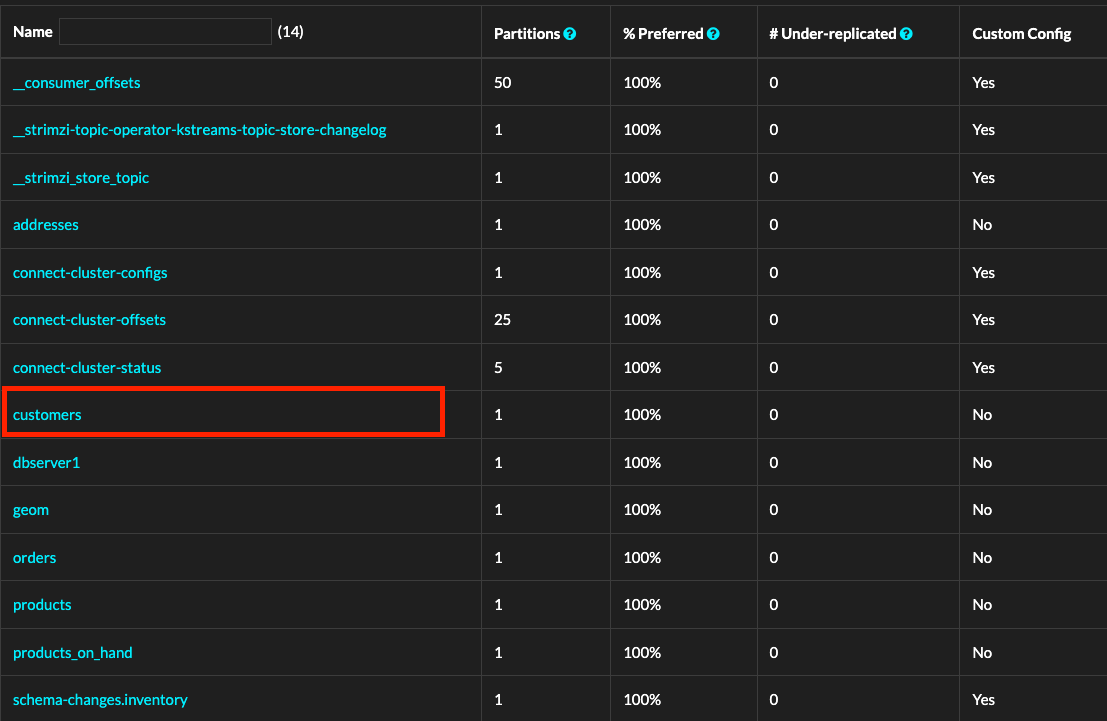 Name (14) Partitions ? % Preferred ? # Under-replicated ? Custom Config
__consumer_offsets 50 100% 0 Yes
__strimzi-topic-operator-kstreams-topic-store-changelog 1 100% 0 Yes
__strimzi_store_topic 1 100% 0 Yes
addresses 1 100% 0 No
connect-cluster-configs 1 100% 0 Yes
connect-cluster-offsets 25 100% 0 Yes
connect-cluster-status 5 100% 0 Yes
customers 1 100% 0 No
dbserver1 1 100% 0 No
geom 1 100% 0 No
orders 1 100% 0 No
products 1 100% 0 No
products_on_hand 1 100% 0 No
schema-changes.inventory 1 100% 0 Yes